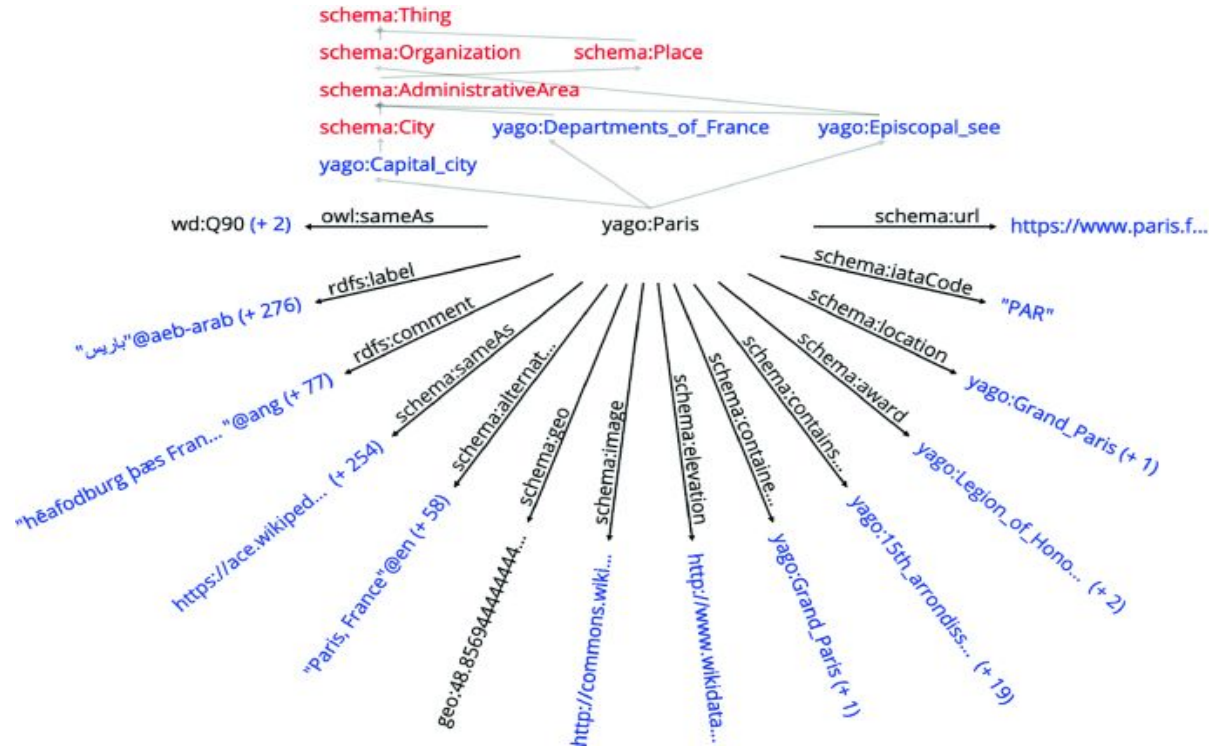 schema:Thing
schema:Organization
schema:Place
schema:AdministrativeArea
schema:City
yago:Departments_of_France
yago:Episcopal_see
yago:Capital_city
wd:Q90 (+ 2)
owl:sameAs
yago:Paris
schema:url
https://www.paris.f...
rdfs:label
"باريس"@aeb-arab (+ 276)
rdfs:comment
"hēafodburg þæs Fran... "@ang (+ 77)
schema:sameAs
https://ace.wikiped... (+ 254)
schema:alternat...
"Paris, France"@en (+ 58)
schema:geo
geo:48.85694444444444...
schema:image
http://commons.wiki...
schema:elevation
http://www.wikidata...
schema:containe...
yago:Grand_Paris (+ 1)
schema:contains...
yago:15th_arrondiss... (+ 19)
schema:award
yago:Legion_of_Hono... (+ 2)
schema:location
yago:Grand_Paris (+ 1)
schema:iataCode
"PAR"